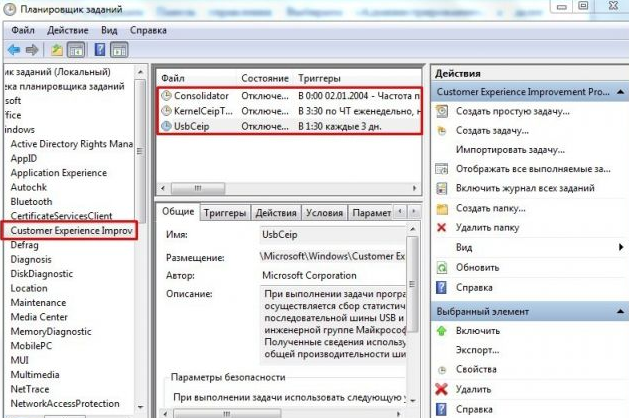 Планировщик заданий
Файл Действие Вид Справка
ик заданий (Локальный)
ека планировщика заданий
soft
ffice
indows
Active Directory Rights Mana
AppID
Application Experience
Autochk
Bluetooth
CertificateServicesClient
Customer Experience Improv
Defrag
Diagnosis
DiskDiagnostic
Location
Maintenance
Media Center
MemoryDiagnostic
MobilePC
MUI
Multimedia
NetTrace
NetworkAccessProtection
Файл Состояние Триггеры
Consolidator Отключе... В 0:00 02.01.2004 - Частота п
KernelCeipT... Отключе... В 3:30 по ЧТ еженедельно, н
UsbCeip Отключе... В 1:30 каждые 3 дн.
Общие Триггеры Действия Условия Парамет
Имя: UsbCeip
Размещение: \Microsoft\Windows\Customer Ex
Автор: Microsoft Corporation
Описание: При выполнении задачи програ
осуществляется сбор статистич
последовательной шины USB и
инженерной группе Майкрософ
Полученные сведения использу
общей производительности ши
Параметры безопасности
При выполнении задачи использовать следующую у
Действия
Customer Experience Improvement Pro...
Создать простую задачу...
Создать задачу...
Импортировать задачу...
Отображать все выполняемые за...
Включить журнал всех заданий
Создать папку...
Удалить папку
Вид
Обновить
Справка
Выбранный элемент
Включить
Экспорт...
Свойства
Удалить
Справка